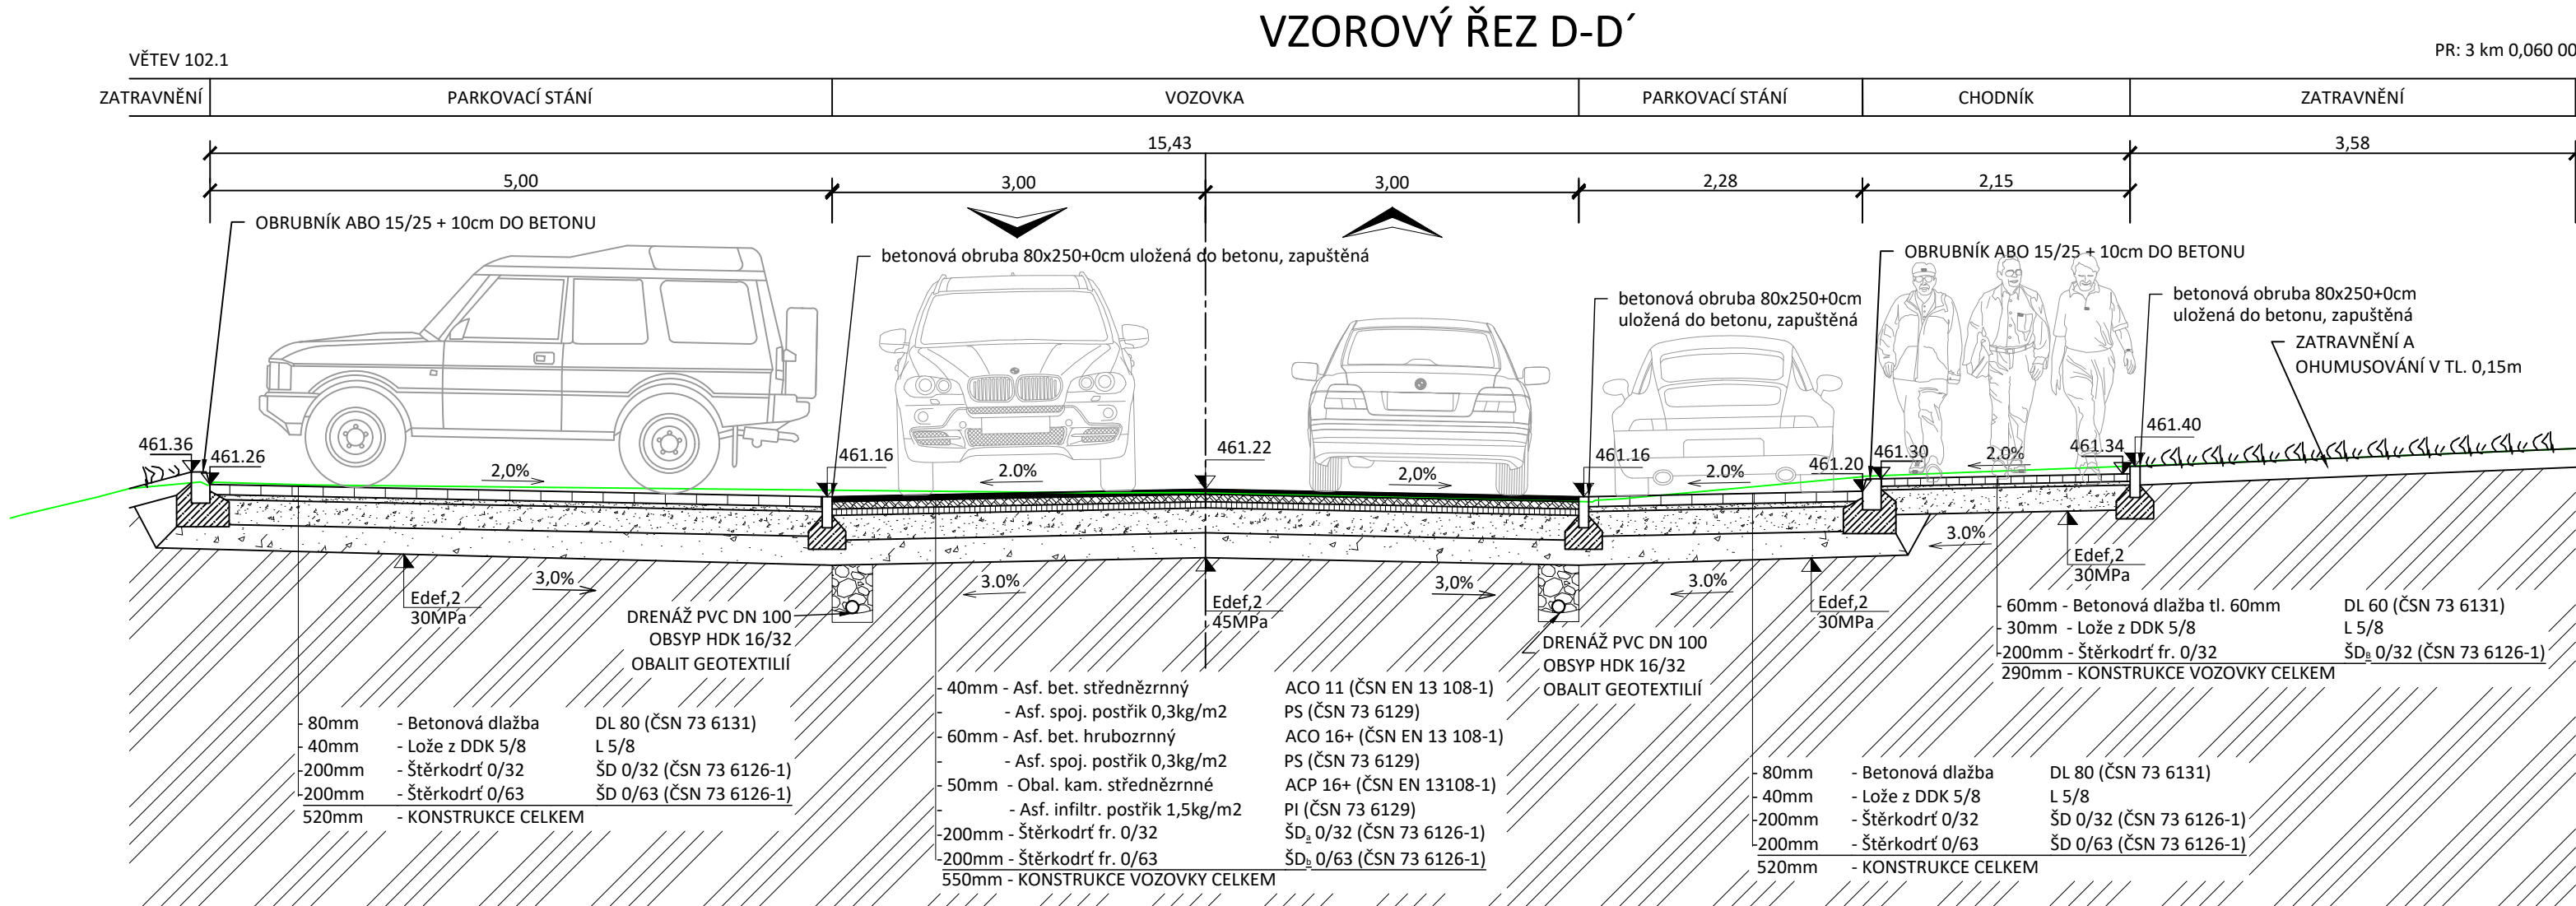 VZOROVÝ ŘEZ D-D´
VĚTEV 102.1
PR: 3 km 0,060 00
ZATRAVNĚNÍ PARKOVACÍ STÁNÍ VOZOVKA PARKOVACÍ STÁNÍ CHODNÍK ZATRAVNĚNÍ
15,43 3,58
5,00 3,00 3,00 2,28 2,15
OBRUBNÍK ABO 15/25 + 10cm DO BETONU
betonová obruba 80x250+0cm uložená do betonu, zapuštěná
OBRUBNÍK ABO 15/25 + 10cm DO BETONU
betonová obruba 80x250+0cm
uložená do betonu, zapuštěná
betonová obruba 80x250+0cm
uložená do betonu, zapuštěná
ZATRAVNĚNÍ A
OHUMUSOVÁNÍ V TL. 0,15m
461.36 461.26 461.16 461.22 461.16 461.20 461.30 461.34 461.40
2,0% 2.0% 2,0% 2.0% 2,0%
3,0% 3.0% 3,0% 3.0% 3.0%
Edef,2
30MPa
DRENÁŽ PVC DN 100
OBSYP HDK 16/32
OBALIT GEOTEXTILIÍ
Edef,2
45MPa
DRENÁŽ PVC DN 100
OBSYP HDK 16/32
OBALIT GEOTEXTILIÍ
Edef,2
30MPa
Edef,2
30MPa
- 80mm - Betonová dlažba DL 80 (ČSN 73 6131)
- 40mm - Lože z DDK 5/8 L 5/8
-200mm - Štěrkodrť 0/32 ŠD 0/32 (ČSN 73 6126-1)
-200mm - Štěrkodrť 0/63 ŠD 0/63 (ČSN 73 6126-1)
520mm - KONSTRUKCE CELKEM
- 40mm - Asf. bet. střednězrnný ACO 11 (ČSN EN 13 108-1)
- - Asf. spoj. postřik 0,3kg/m2 PS (ČSN 73 6129)
- 60mm - Asf. bet. hrubozrnný ACO 16+ (ČSN EN 13 108-1)
- - Asf. spoj. postřik 0,3kg/m2 PS (ČSN 73 6129)
- 50mm - Obal. kam. střednězrnné ACP 16+ (ČSN EN 13108-1)
- - Asf. infiltr. postřik 1,5kg/m2 PI (ČSN 73 6129)
-200mm - Štěrkodrť fr. 0/32 ŠDa 0/32 (ČSN 73 6126-1)
-200mm - Štěrkodrť fr. 0/63 ŠDb 0/63 (ČSN 73 6126-1)
550mm - KONSTRUKCE VOZOVKY CELKEM
- 80mm - Betonová dlažba DL 80 (ČSN 73 6131)
- 40mm - Lože z DDK 5/8 L 5/8
-200mm - Štěrkodrť 0/32 ŠD 0/32 (ČSN 73 6126-1)
-200mm - Štěrkodrť 0/63 ŠD 0/63 (ČSN 73 6126-1)
520mm - KONSTRUKCE CELKEM
- 60mm - Betonová dlažba tl. 60mm DL 60 (ČSN 73 6131)
- 30mm - Lože z DDK 5/8 L 5/8
-200mm - Štěrkodrť fr. 0/32 ŠDB 0/32 (ČSN 73 6126-1)
290mm - KONSTRUKCE VOZOVKY CELKEM